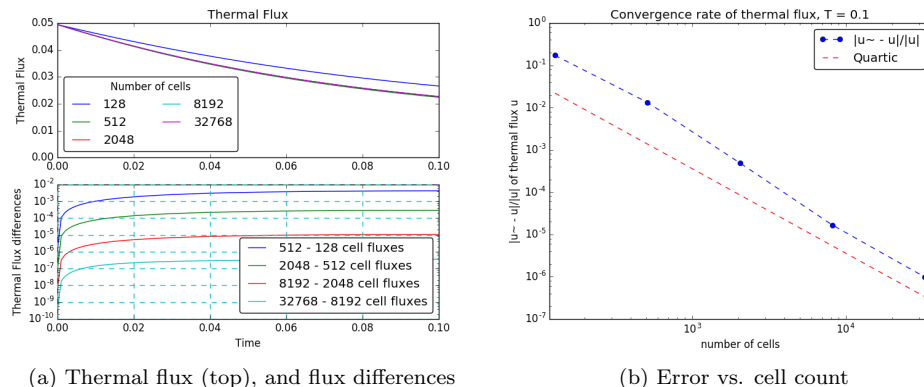 Thermal Flux
Thermal Flux
0.05
0.04
0.03
0.02
0.01
0.00
Number of cells
128
512
2048
8192
32768
0.00
0.02
0.04
0.06
0.08
0.10
Thermal Flux differences
10^-2
10^-3
10^-4
10^-5
10^-6
10^-7
10^-8
10^-9
10^-10
512 - 128 cell fluxes
2048 - 512 cell fluxes
8192 - 2048 cell fluxes
32768 - 8192 cell fluxes
0.00
0.02
0.04
0.06
0.08
0.10
Time
(a) Thermal flux (top), and flux differences
Convergence rate of thermal flux, T = 0.1
|u~ - u|/|u| of thermal flux u
10^0
10^-1
10^-2
10^-3
10^-4
10^-5
10^-6
10^-7
|u~ - u|/|u|
Quartic
10^3
10^4
number of cells
(b) Error vs. cell count